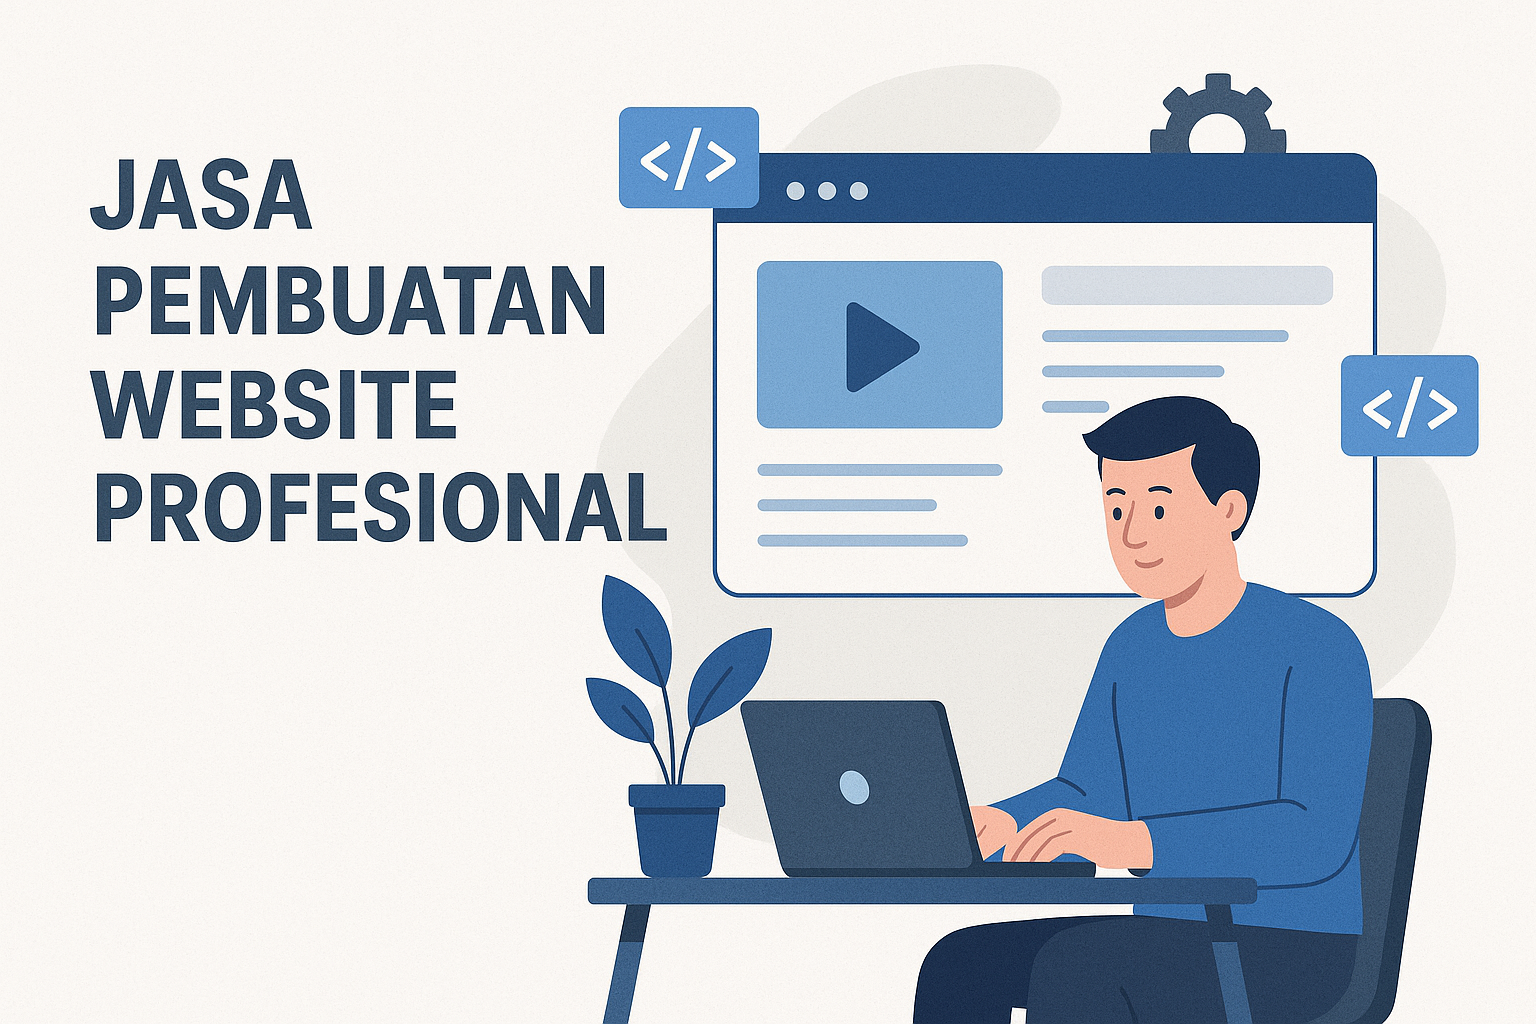 JASA
PEMBUATAN
WEBSITE
PROFESIONAL
</>
</>